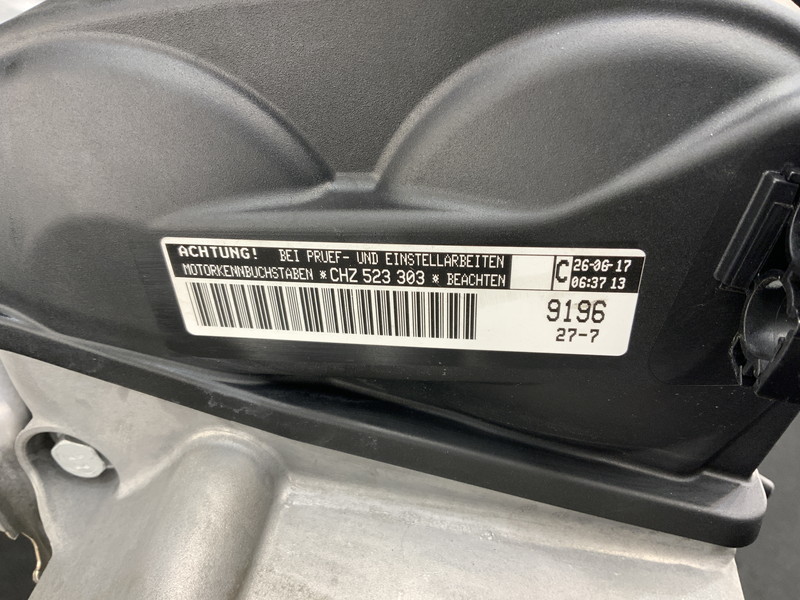 ACHTUNG! BEI PRUEF- UND EINSTELLARBEITEN
MOTORKENNBUCHSTABEN *CHZ 523 303 * BEACHTEN
C
26-06-17
06:37 13
9196
27-7